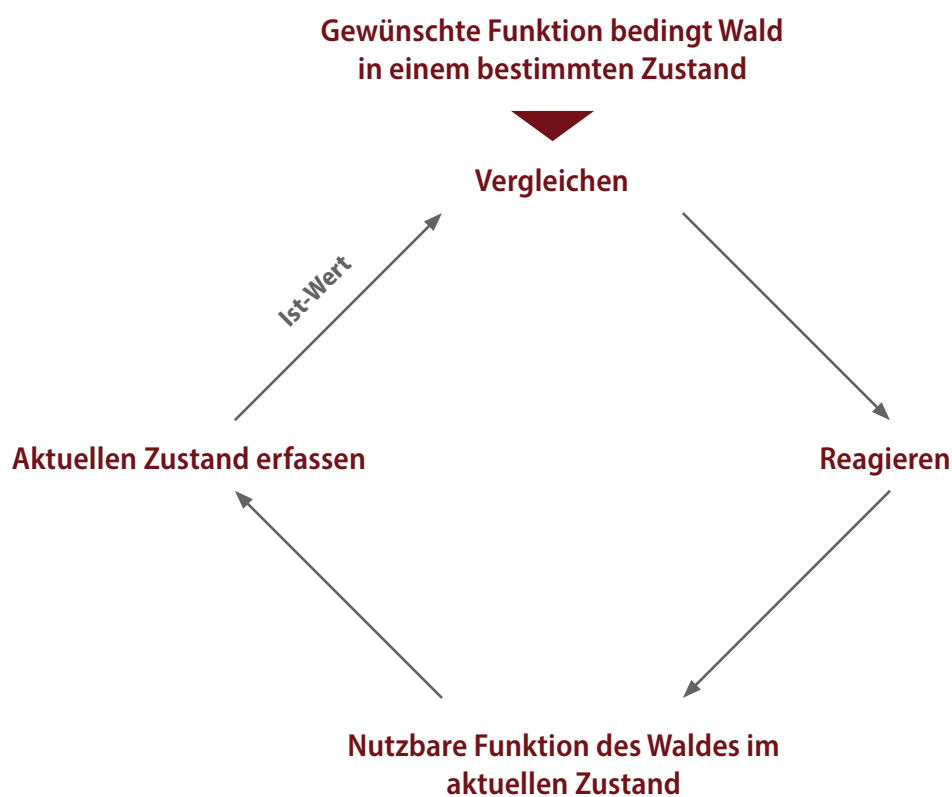 Gewünschte Funktion bedingt Wald
in einem bestimmten Zustand
Vergleichen
Ist-Wert
Aktuellen Zustand erfassen
Reagieren
Nutzbare Funktion des Waldes im
aktuellen Zustand